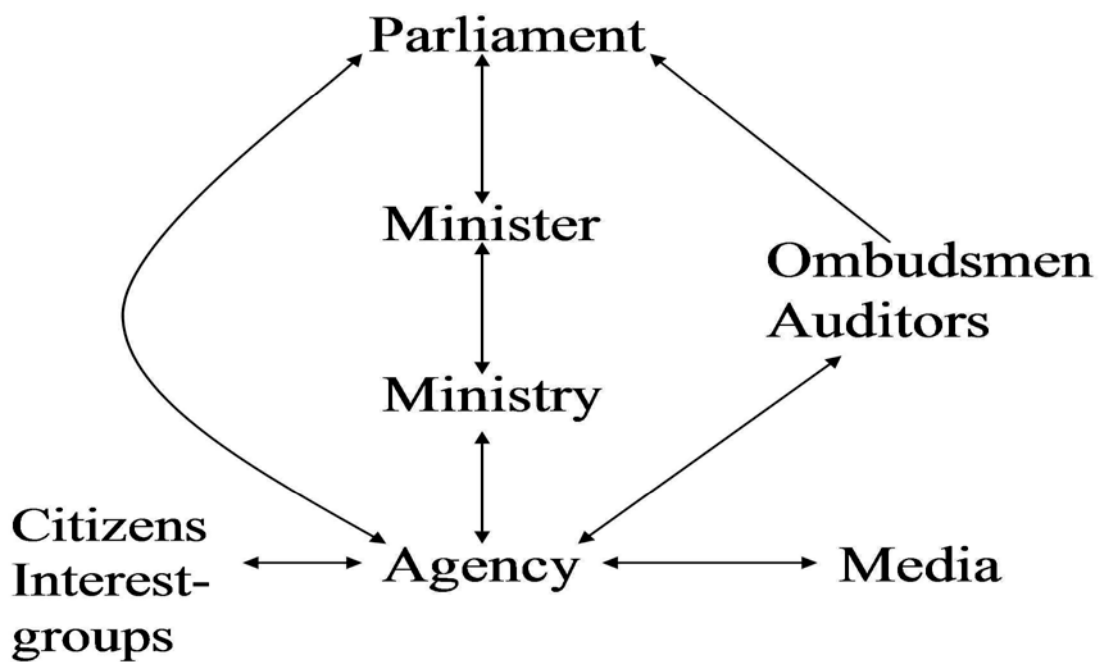 Parliament
Minister
Ombudsmen
Auditors
Ministry
Citizens
Interest-
groups
Agency
Media